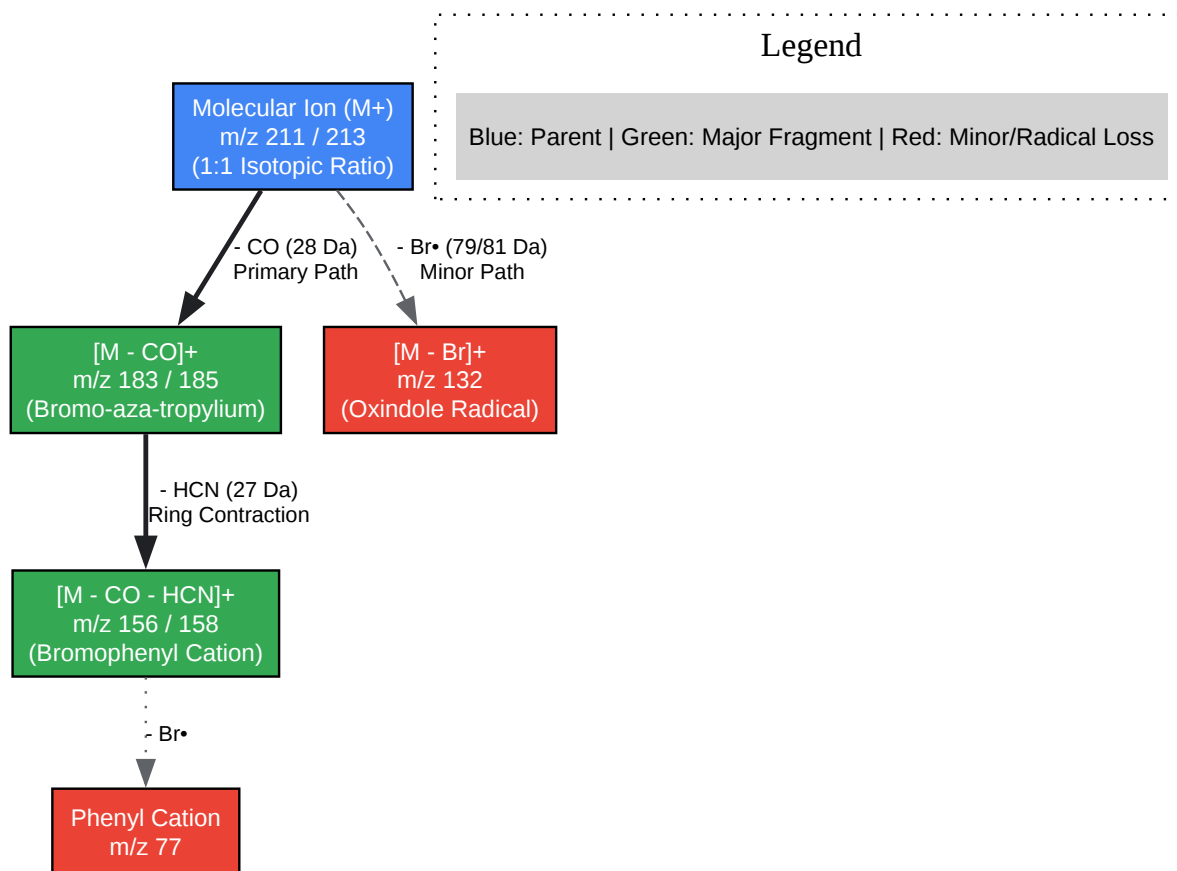 Legend
Blue: Parent | Green: Major Fragment | Red: Minor/Radical Loss
Molecular Ion (M+)
m/z 211 / 213
(1:1 Isotopic Ratio)
- CO (28 Da)
Primary Path
- Br• (79/81 Da)
Minor Path
[M - CO]+
m/z 183 / 185
(Bromo-aza-tropylium)
[M - Br]+
m/z 132
(Oxindole Radical)
- HCN (27 Da)
Ring Contraction
[M - CO - HCN]+
m/z 156 / 158
(Bromophenyl Cation)
- Br•
Phenyl Cation
m/z 77